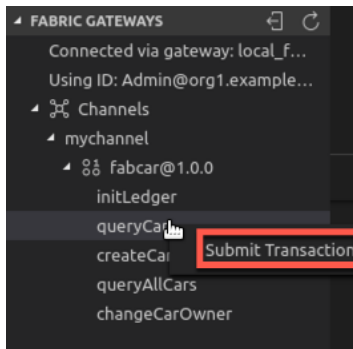 FABRIC GATEWAYS
Connected via gateway: local_f...
Using ID: Admin@org1.example...
Channels
mychannel
fabcar@1.0.0
initLedger
queryCar
Submit Transaction
createCar
queryAllCars
changeCarOwner